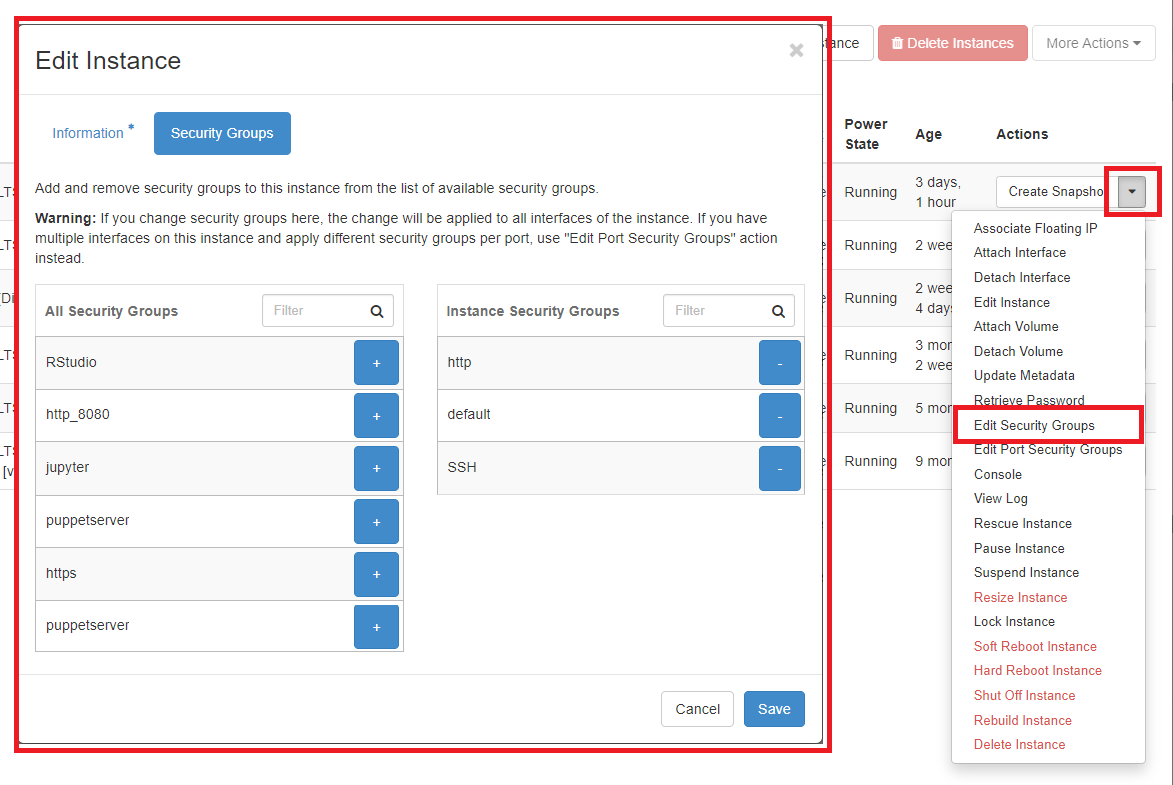 Edit Instance
×
Information *
Security Groups
Add and remove security groups to this instance from the list of available security groups.
Warning: If you change security groups here, the change will be applied to all interfaces of the instance. If you have
multiple interfaces on this instance and apply different security groups per port, use "Edit Port Security Groups" action
instead.
All Security Groups
Filter
RStudio
+
http_8080
+
jupyter
+
puppetserver
+
https
+
puppetserver
+
Instance Security Groups
Filter
http
-
default
-
SSH
-
Cancel
Save
Delete Instances
More Actions
Power
State
Age
Actions
Running
3 days,
1 hour
Create Snapsho
Running
2 wee
Running
2 wee
4 days
Running
3 mon
2 wee
Running
5 mon
Running
9 mon
Associate Floating IP
Attach Interface
Detach Interface
Edit Instance
Attach Volume
Detach Volume
Update Metadata
Retrieve Password
Edit Security Groups
Edit Port Security Groups
Console
View Log
Rescue Instance
Pause Instance
Suspend Instance
Resize Instance
Lock Instance
Soft Reboot Instance
Hard Reboot Instance
Shut Off Instance
Rebuild Instance
Delete Instance